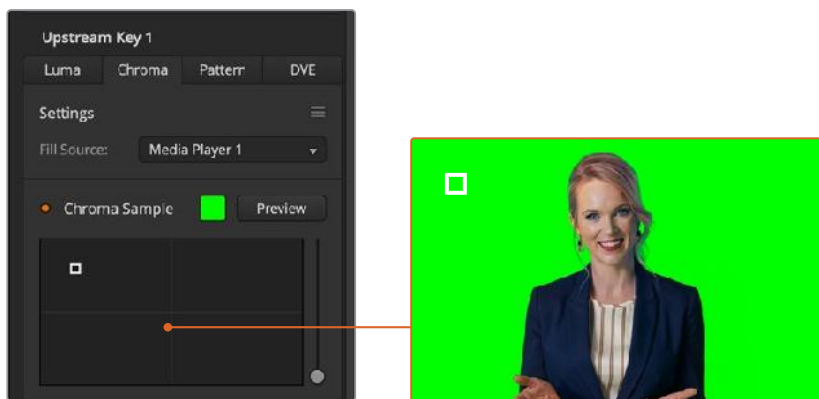 Upstream Key 1
Luma Chroma Pattern DVE
Settings
Fill Source: Media Player 1
Chroma Sample Preview